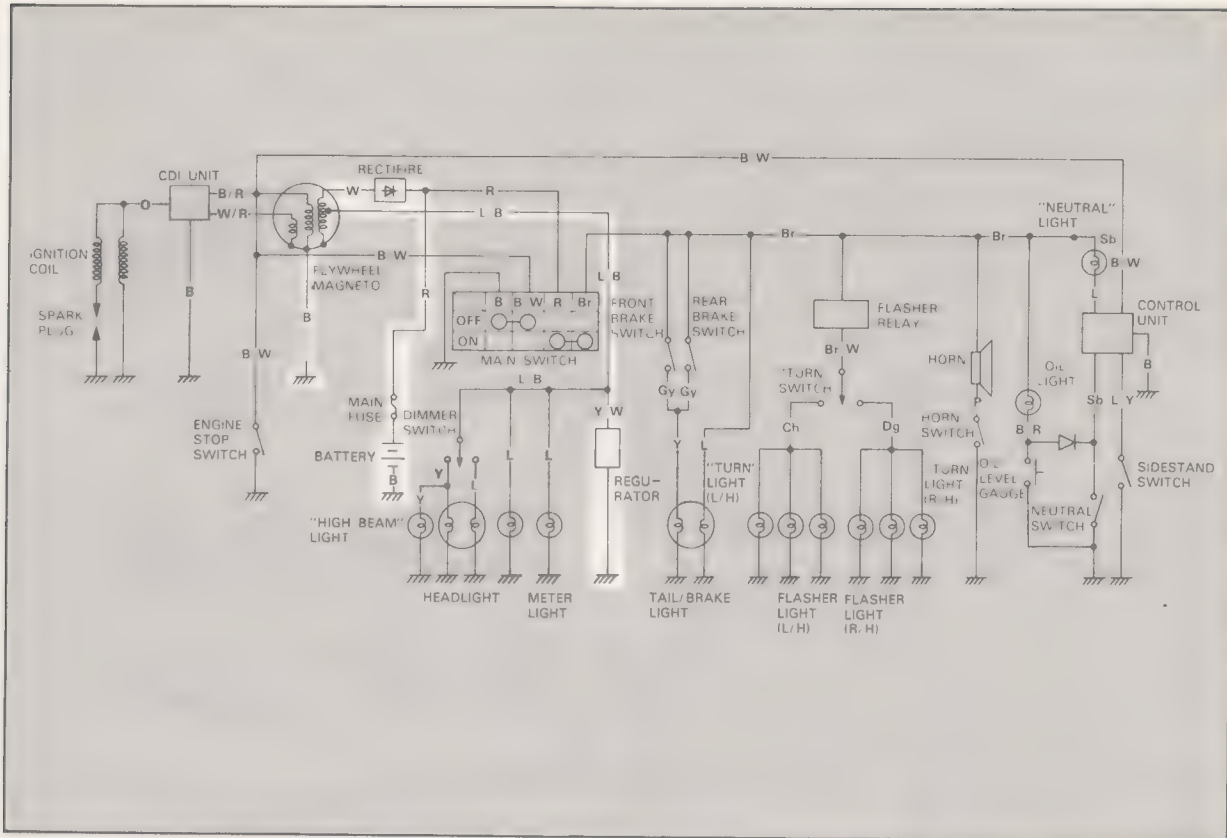 B W
RECTIFIRE
CDI UNIT
B/R
W
R
L B
O
W/R
"NEUTRAL"
LIGHT
Br
Br
Sb
B W
IGNITION
COIL
B W
L B
L
FLYWHEEL
MAGNETO
R
B
B
B
B W
R
Br
FRONT
BRAKE
SWITCH
REAR
BRAKE
SWITCH
FLASHER
RELAY
CONTROL
UNIT
SPARK
OFF
ON
MAIN SWITCH
Br W
HORN
B
B W
L B
"TURN
SWITCH
OIL
LIGHT
MAIN
FUSE
DIMMER
SWITCH
Gy
Gy
P
Sb
L Y
Y W
Ch
Dg
HORN
SWITCH
B R
ENGINE
STOP
SWITCH
BATTERY
Y
L
L
L
Y
L
"TURN"
LIGHT
(L/H)
TURN
LIGHT
(R/H)
OIL
LEVEL
GAUGE
SIDESTAND
SWITCH
B
Y
REGU-
RATOR
NEUTRAL
SWITCH
"HIGH BEAM"
LIGHT
HEADLIGHT
METER
LIGHT
TAIL/BRAKE
LIGHT
FLASHER
LIGHT
(L/H)
FLASHER
LIGHT
(R/H)